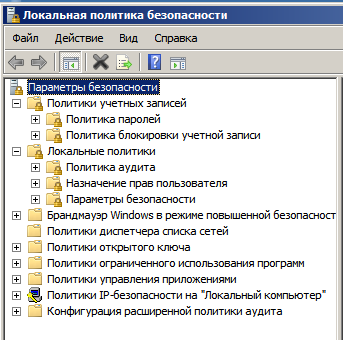 Локальная политика безопасности
Файл Действие Вид Справка
Параметры безопасности
Политики учетных записей
Политика паролей
Политика блокировки учетной записи
Локальные политики
Политика аудита
Назначение прав пользователя
Параметры безопасности
Брандмауэр Windows в режиме повышенной безопасност
Политики диспетчера списка сетей
Политики открытого ключа
Политики ограниченного использования программ
Политики управления приложениями
Политики IP-безопасности на "Локальный компьютер"
Конфигурация расширенной политики аудита